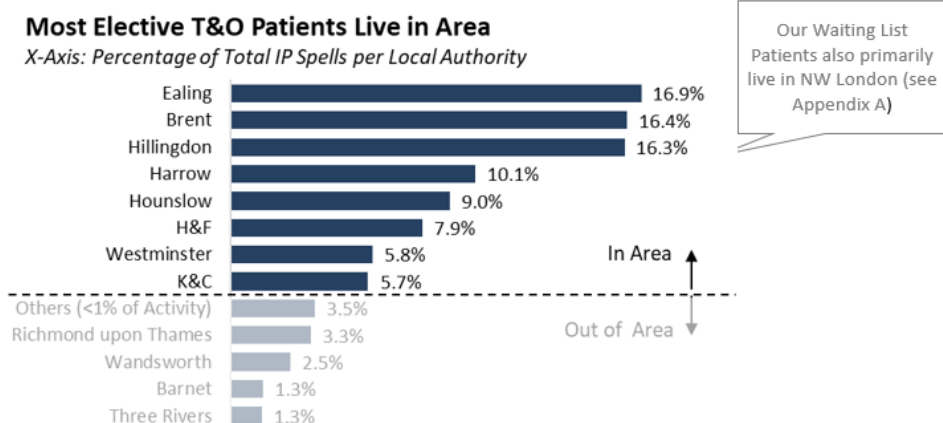 Most Elective T&O Patients Live in Area
X-Axis: Percentage of Total IP Spells per Local Authority
Our Waiting List
Patients also primarily
live in NW London (see
Appendix A)
Ealing 16.9%
Brent 16.4%
Hillingdon 16.3%
Harrow 10.1%
Hounslow 9.0%
H&F 7.9%
Westminster 5.8%
In Area
K&C 5.7%
Others (<1% of Activity) 3.5%
Out of Area
Richmond upon Thames 3.3%
Wandsworth 2.5%
Barnet 1.3%
Three Rivers 1.3%